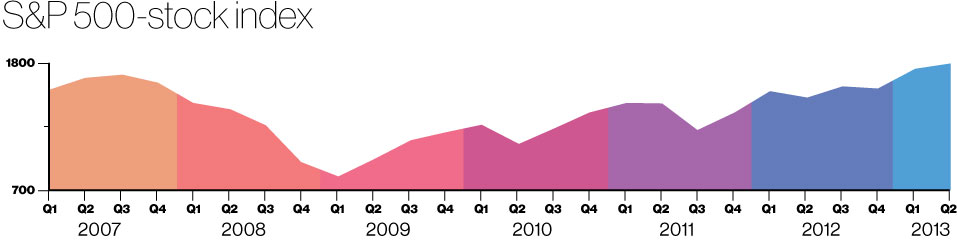 S&P 500-stock index
1800
700
Q1 Q2 Q3 Q4 Q1 Q2 Q3 Q4 Q1 Q2 Q3 Q4 Q1 Q2 Q3 Q4 Q1 Q2 Q3 Q4 Q1 Q2 Q3 Q4 Q1 Q2
2007 2008 2009 2010 2011 2012 2013